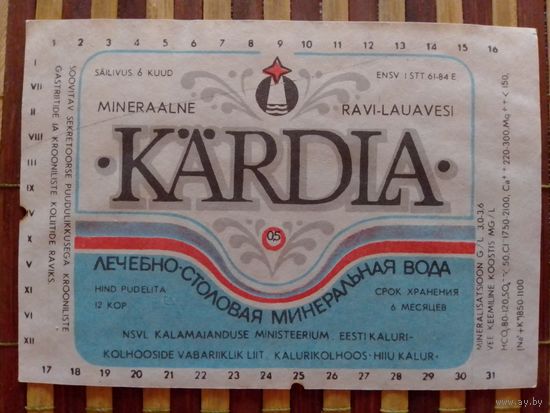 1 2 3 4 5 6 7 8 9 10 11 12 13 14 15 16
SÄILIVUS 6 KUUD
ENSV I STT 61-84 E
MINERAALNE
RAVI-LAUAVESI
·KÄRDLA·
0,5
ЛЕЧЕБНО-СТОЛОВАЯ МИНЕРАЛЬНАЯ ВОДА
HIND PUDELITA
12 KOP
СРОК ХРАНЕНИЯ
6 МЕСЯЦЕВ
NSVL KALAMAJANDUSE MINISTEERIUM EESTI KALURI-
KOLHOOSIDE VABARIIKLIK LIIT KALURIKOLHOOS · HIIU KALUR ·
17 18 19 20 21 22 23 24 25 26 27 28 29 30 31
I
VII
II
VIII
III
IX
IV
X
V
XI
VI
XII
SOOVITAV SEKRETOORSE PUUDULIKKUSEGA KROONILISTE
GASTRIITIDE JA KROONILISTE KOLIITIDE RAVIKS
MINERALISATSIOON G/L 3,0-3,6
VEE KEEMILINE KOOSTIS MG/L
www.ay.by